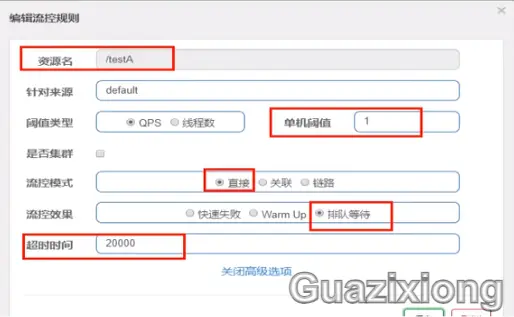 编辑流控规则
资源名 /testA
针对来源 default
阈值类型 QPS 线程数 单机阈值 1
是否集群
流控模式 直接 关联 链路
流控效果 快速失败 Warm Up 排队等待
超时时间 20000
关闭高级选项
Guazixiong